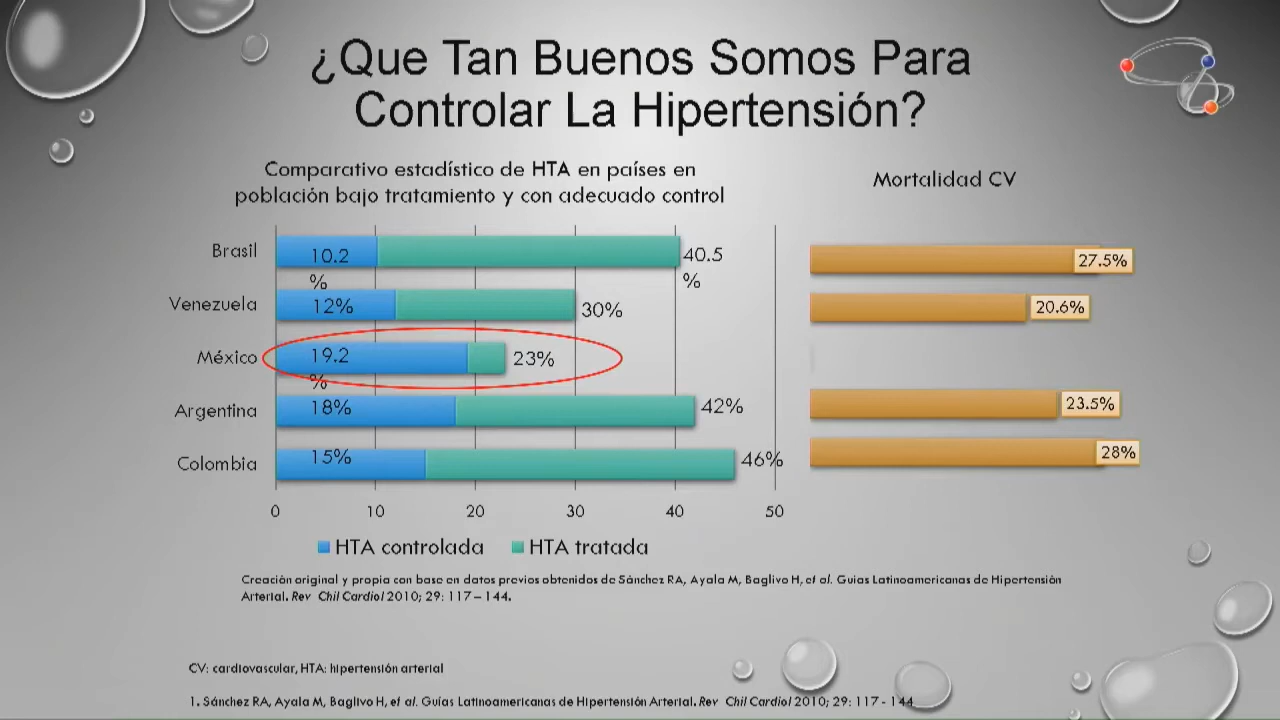 ¿Que Tan Buenos Somos Para
Controlar La Hipertensión?
Comparativo estadístico de HTA en países en
población bajo tratamiento y con adecuado control
Mortalidad CV
Brasil
10.2
%
40.5
%
27.5%
Venezuela
12%
30%
20.6%
México
19.2
%
23%
Argentina
18%
42%
23.5%
Colombia
15%
46%
28%
0 10 20 30 40 50
HTA controlada HTA tratada
Creación original y propia con base en datos previos obtenidos de Sánchez RA, Ayala M, Baglivo H, et al. Guías Latinoamericanas de Hipertensión
Arterial. Rev Chil Cardiol 2010; 29: 117 – 144.
CV: cardiovascular, HTA: hipertensión arterial
1. Sánchez RA, Ayala M, Baglivo H, et al. Guías Latinoamericanas de Hipertensión Arterial. Rev Chil Cardiol 2010; 29: 117 - 144